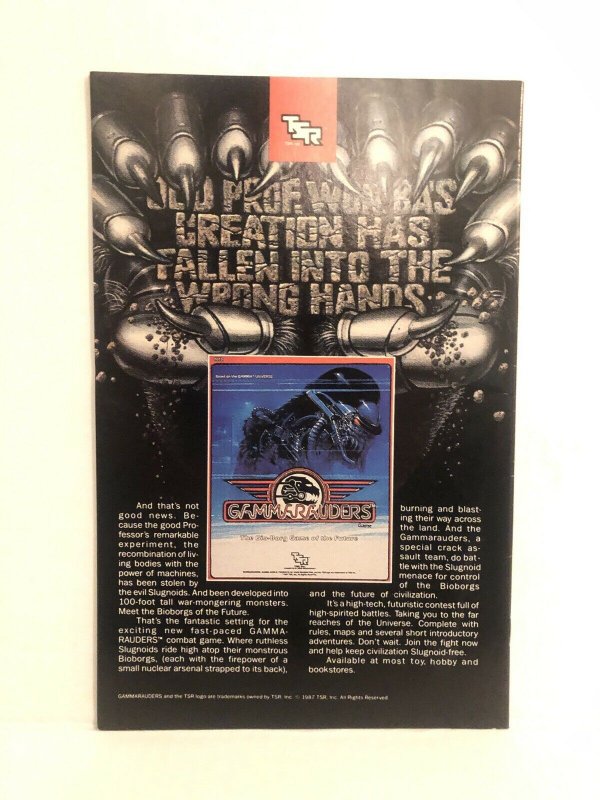 TSR
OLD PROF. WOMBA'S
CREATION HAS
FALLEN INTO THE
WRONG HANDS.
Based on the GAMMA UNIVERSE
GAMMARAUDERS
The Bio-Borg Game of the Future
TSR
And that's not
good news. Be-
cause the good Pro-
fessor's remarkable
experiment, the
recombination of liv-
ing bodies with the
power of machines,
has been stolen by
the evil Slugnoids. And been developed into
100-foot tall war-mongering monsters.
Meet the Bioborgs of the Future.
That's the fantastic setting for the
exciting new fast-paced GAMMA-
RAUDERS™ combat game. Where ruthless
Slugnoids ride high atop their monstrous
Bioborgs, (each with the firepower of a
small nuclear arsenal strapped to its back),
burning and blast-
ing their way across
the land. And the
Gammarauders, a
special crack as-
sault team, do bat-
tle with the Slugnoid
menace for control
of the Bioborgs
and the future of civilization.
It's a high-tech, futuristic contest full of
high-spirited battles. Taking you to the far
reaches of the Universe. Complete with
rules, maps and several short introductory
adventures. Don't wait. Join the fight now
and help keep civilization Slugnoid-free.
Available at most toy, hobby and
bookstores.
GAMMARAUDERS and the TSR logo are trademarks owned by TSR, Inc. © 1987 TSR, Inc. All Rights Reserved.